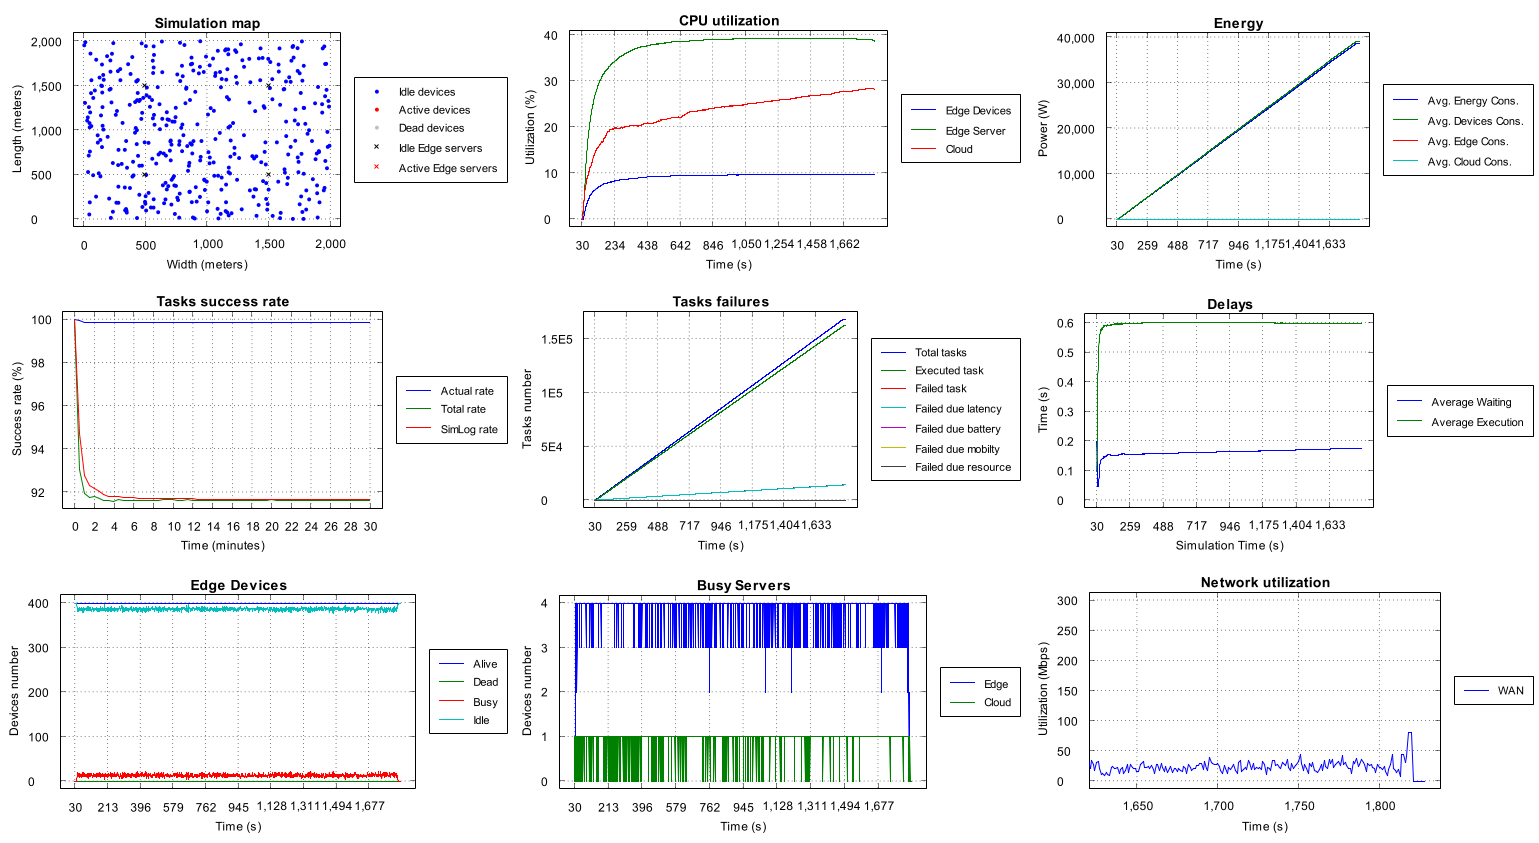 Simulation map
Length (meters)
2,000
1,500
1,000
500
0
0 500 1,000 1,500 2,000
Width (meters)
Idle devices
Active devices
Dead devices
Idle Edge servers
Active Edge servers
CPU utilization
Utilization (%)
40
30
20
10
0
30 234 438 642 846 1,050 1,254 1,458 1,662
Time (s)
Edge Devices
Edge Server
Cloud
Energy
Power (W)
40,000
30,000
20,000
10,000
0
30 259 488 717 946 1,175 1,404 1,633
Time (s)
Avg. Energy Cons.
Avg. Devices Cons.
Avg. Edge Cons.
Avg. Cloud Cons.
Tasks success rate
Success rate (%)
100
98
96
94
92
0 2 4 6 8 10 12 14 16 18 20 22 24 26 28 30
Time (minutes)
Actual rate
Total rate
SimLog rate
Tasks failures
Tasks number
1.5E5
1E5
5E4
0
30 259 488 717 946 1,175 1,404 1,633
Time (s)
Total tasks
Executed task
Failed task
Failed due latency
Failed due battery
Failed due mobilty
Failed due resource
Delays
Time (s)
0.6
0.5
0.4
0.3
0.2
0.1
0
30 259 488 717 946 1,175 1,404 1,633
Simulation Time (s)
Average Waiting
Average Execution
Edge Devices
Devices number
400
300
200
100
0
30 213 396 579 762 945 1,128 1,311 1,494 1,677
Time (s)
Alive
Dead
Busy
Idle
Busy Servers
Devices number
4
3
2
1
0
30 213 396 579 762 945 1,128 1,311 1,494 1,677
Time (s)
Edge
Cloud
Network utilization
Utilization (Mbps)
300
250
200
150
100
50
0
1,650 1,700 1,750 1,800
Time (s)
WAN